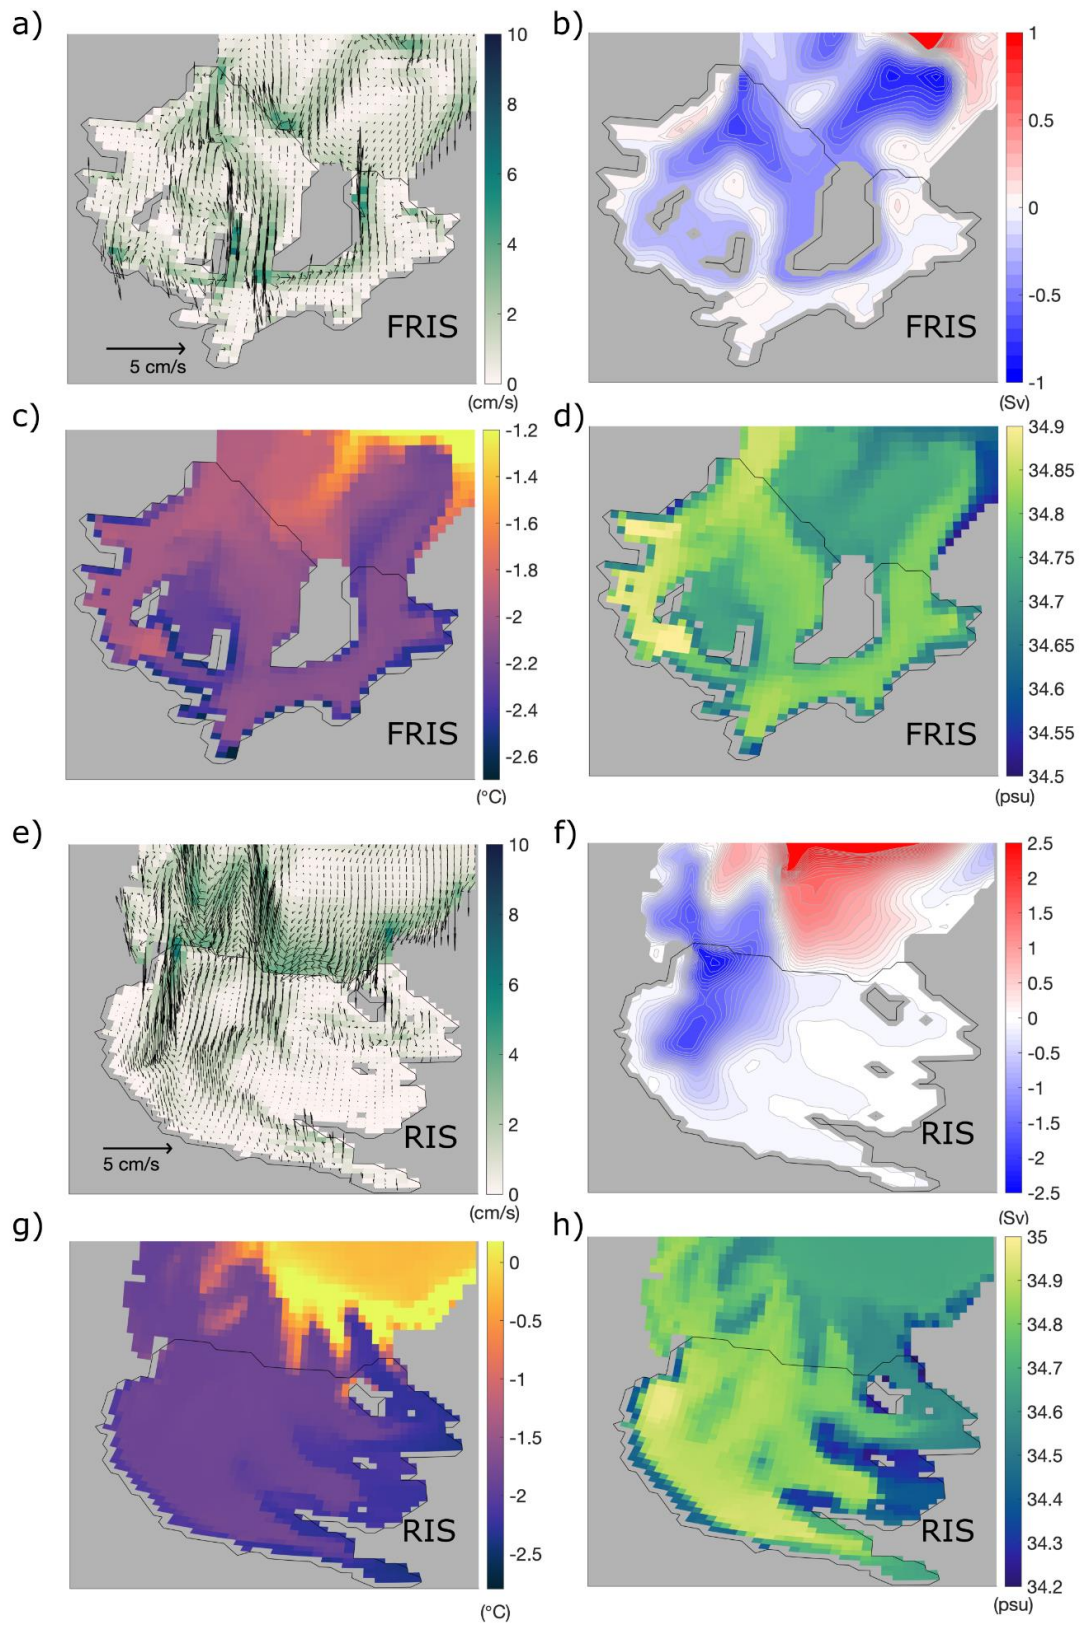 a)
10
8
6
4
2
0
(cm/s)
FRIS
5 cm/s
b)
1
0.5
0
-0.5
-1
(Sv)
FRIS
c)
-1.2
-1.4
-1.6
-1.8
-2
-2.2
-2.4
-2.6
(°C)
FRIS
d)
34.9
34.85
34.8
34.75
34.7
34.65
34.6
34.55
34.5
(psu)
FRIS
e)
10
8
6
4
2
0
(cm/s)
RIS
5 cm/s
f)
2.5
2
1.5
1
0.5
0
-0.5
-1
-1.5
-2
-2.5
(Sv)
RIS
g)
0
-0.5
-1
-1.5
-2
-2.5
(°C)
RIS
h)
35
34.9
34.8
34.7
34.6
34.5
34.4
34.3
34.2
(psu)
RIS